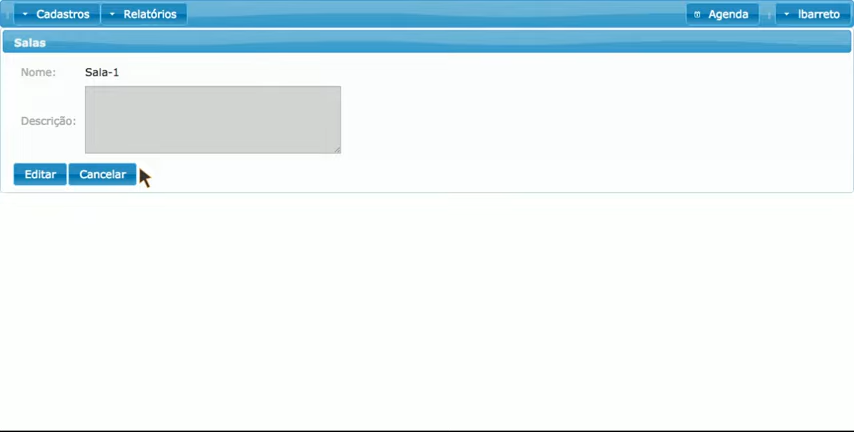 Cadastros Relatórios Agenda lbarreto
Salas
Nome: Sala-1
Descrição:
Editar Cancelar